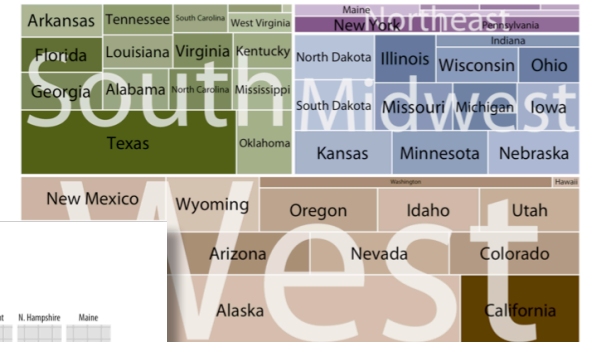 Arkansas Tennessee South Carolina West Virginia
Florida Louisiana Virginia Kentucky
Georgia Alabama North Carolina Mississippi
Texas Oklahoma
South
Maine
New York Pennsylvania
Northeast
Indiana
North Dakota Illinois Wisconsin Ohio
South Dakota Missouri Michigan Iowa
Kansas Minnesota Nebraska
Midwest
Washington Hawaii
New Mexico Wyoming Oregon Idaho Utah
Arizona Nevada Colorado
Alaska California
West
N. Hampshire Maine